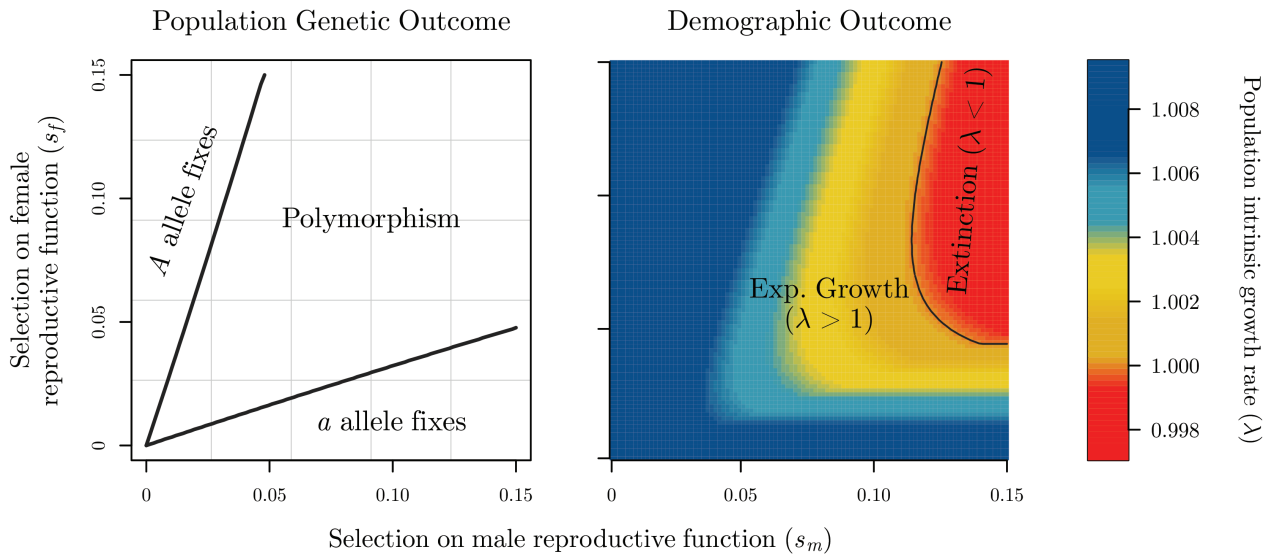 Population Genetic Outcome
Demographic Outcome
Selection on female
reproductive function (s_f)
0.15
0.10
0.05
0
A allele fixes
Polymorphism
a allele fixes
0
0.05
0.10
0.15
Exp. Growth
(λ > 1)
Extinction (λ < 1)
0
0.05
0.10
0.15
Selection on male reproductive function (s_m)
1.008
1.006
1.004
1.002
1.000
0.998
Population intrinsic growth rate (λ)